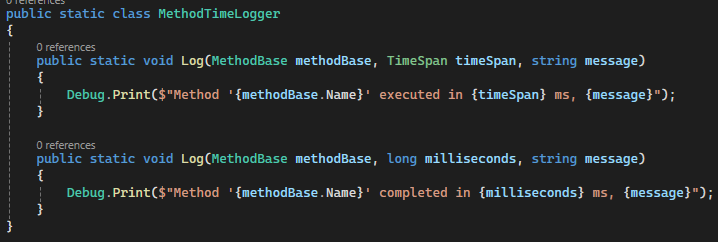 0 references
public static class MethodTimeLogger
{
0 references
public static void Log(MethodBase methodBase, TimeSpan timeSpan, string message)
{
Debug.Print($"Method '{methodBase.Name}' executed in {timeSpan} ms, {message}");
}
0 references
public static void Log(MethodBase methodBase, long milliseconds, string message)
{
Debug.Print($"Method '{methodBase.Name}' completed in {milliseconds} ms, {message}");
}
}